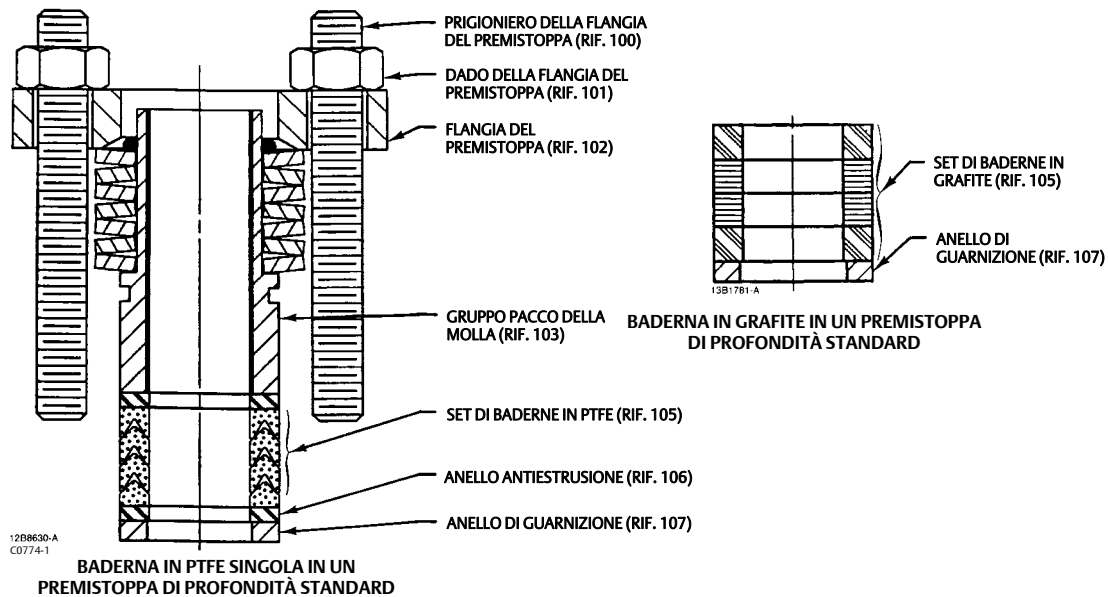 PRIGIONIERO DELLA FLANGIA
DEL PREMISTOPPA (RIF. 100)
DADO DELLA FLANGIA DEL
PREMISTOPPA (RIF. 101)
FLANGIA DEL
PREMISTOPPA (RIF. 102)
GRUPPO PACCO DELLA
MOLLA (RIF. 103)
SET DI BADERNE IN PTFE (RIF. 105)
ANELLO ANTIESTRUSIONE (RIF. 106)
ANELLO DI GUARNIZIONE (RIF. 107)
12B8630-A
C0774-1
BADERNA IN PTFE SINGOLA IN UN
PREMISTOPPA DI PROFONDITÀ STANDARD
SET DI BADERNE IN
GRAFITE (RIF. 105)
ANELLO DI
GUARNIZIONE (RIF. 107)
13B1781-A
BADERNA IN GRAFITE IN UN PREMISTOPPA
DI PROFONDITÀ STANDARD